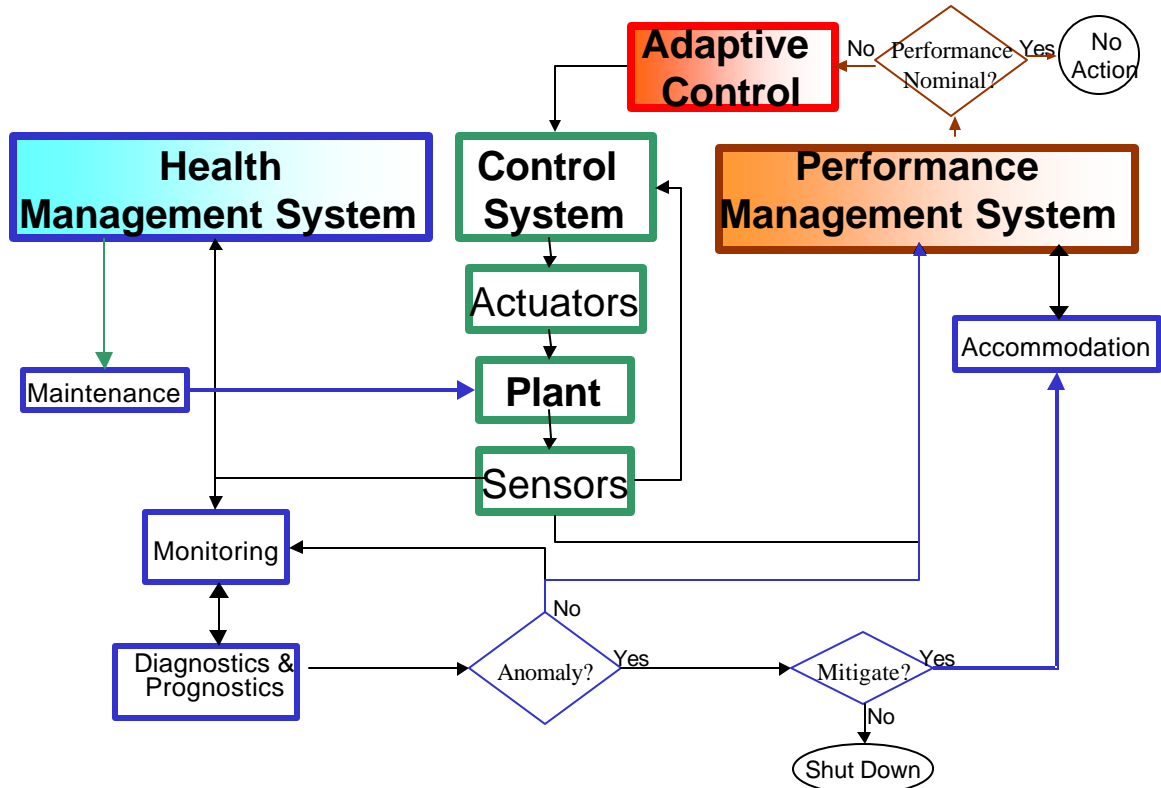 Adaptive
Control
No
Performance
Nominal?
Yes
No
Action
Health
Management System
Control
System
Performance
Management System
Actuators
Accommodation
Maintenance
Plant
Sensors
Monitoring
No
Diagnostics &
Prognostics
Anomaly?
Yes
Mitigate?
Yes
No
Shut Down